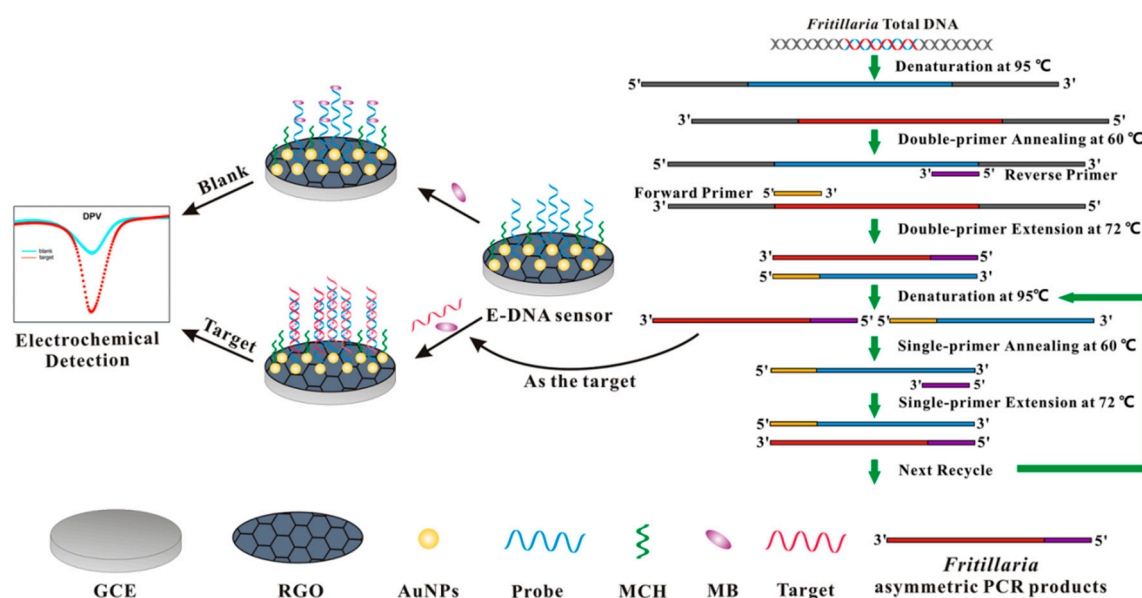 Fritillaria Total DNA
Denaturation at 95 ℃
5'
3'
3'
5'
Double-primer Annealing at 60 ℃
5'
3'
3'
5'
Reverse Primer
Forward Primer
5'
3'
3'
5'
Double-primer Extension at 72 ℃
3'
5'
5'
3'
Denaturation at 95℃
3'
5'
5'
3'
Single-primer Annealing at 60 ℃
5'
3'
3'
5'
Single-primer Extension at 72 ℃
5'
3'
3'
5'
Next Recycle
Blank
DPV
blank
target
Electrochemical
Detection
Target
E-DNA sensor
As the target
GCE
RGO
AuNPs
Probe
MCH
MB
Target
3'
5'
Fritillaria
asymmetric PCR products